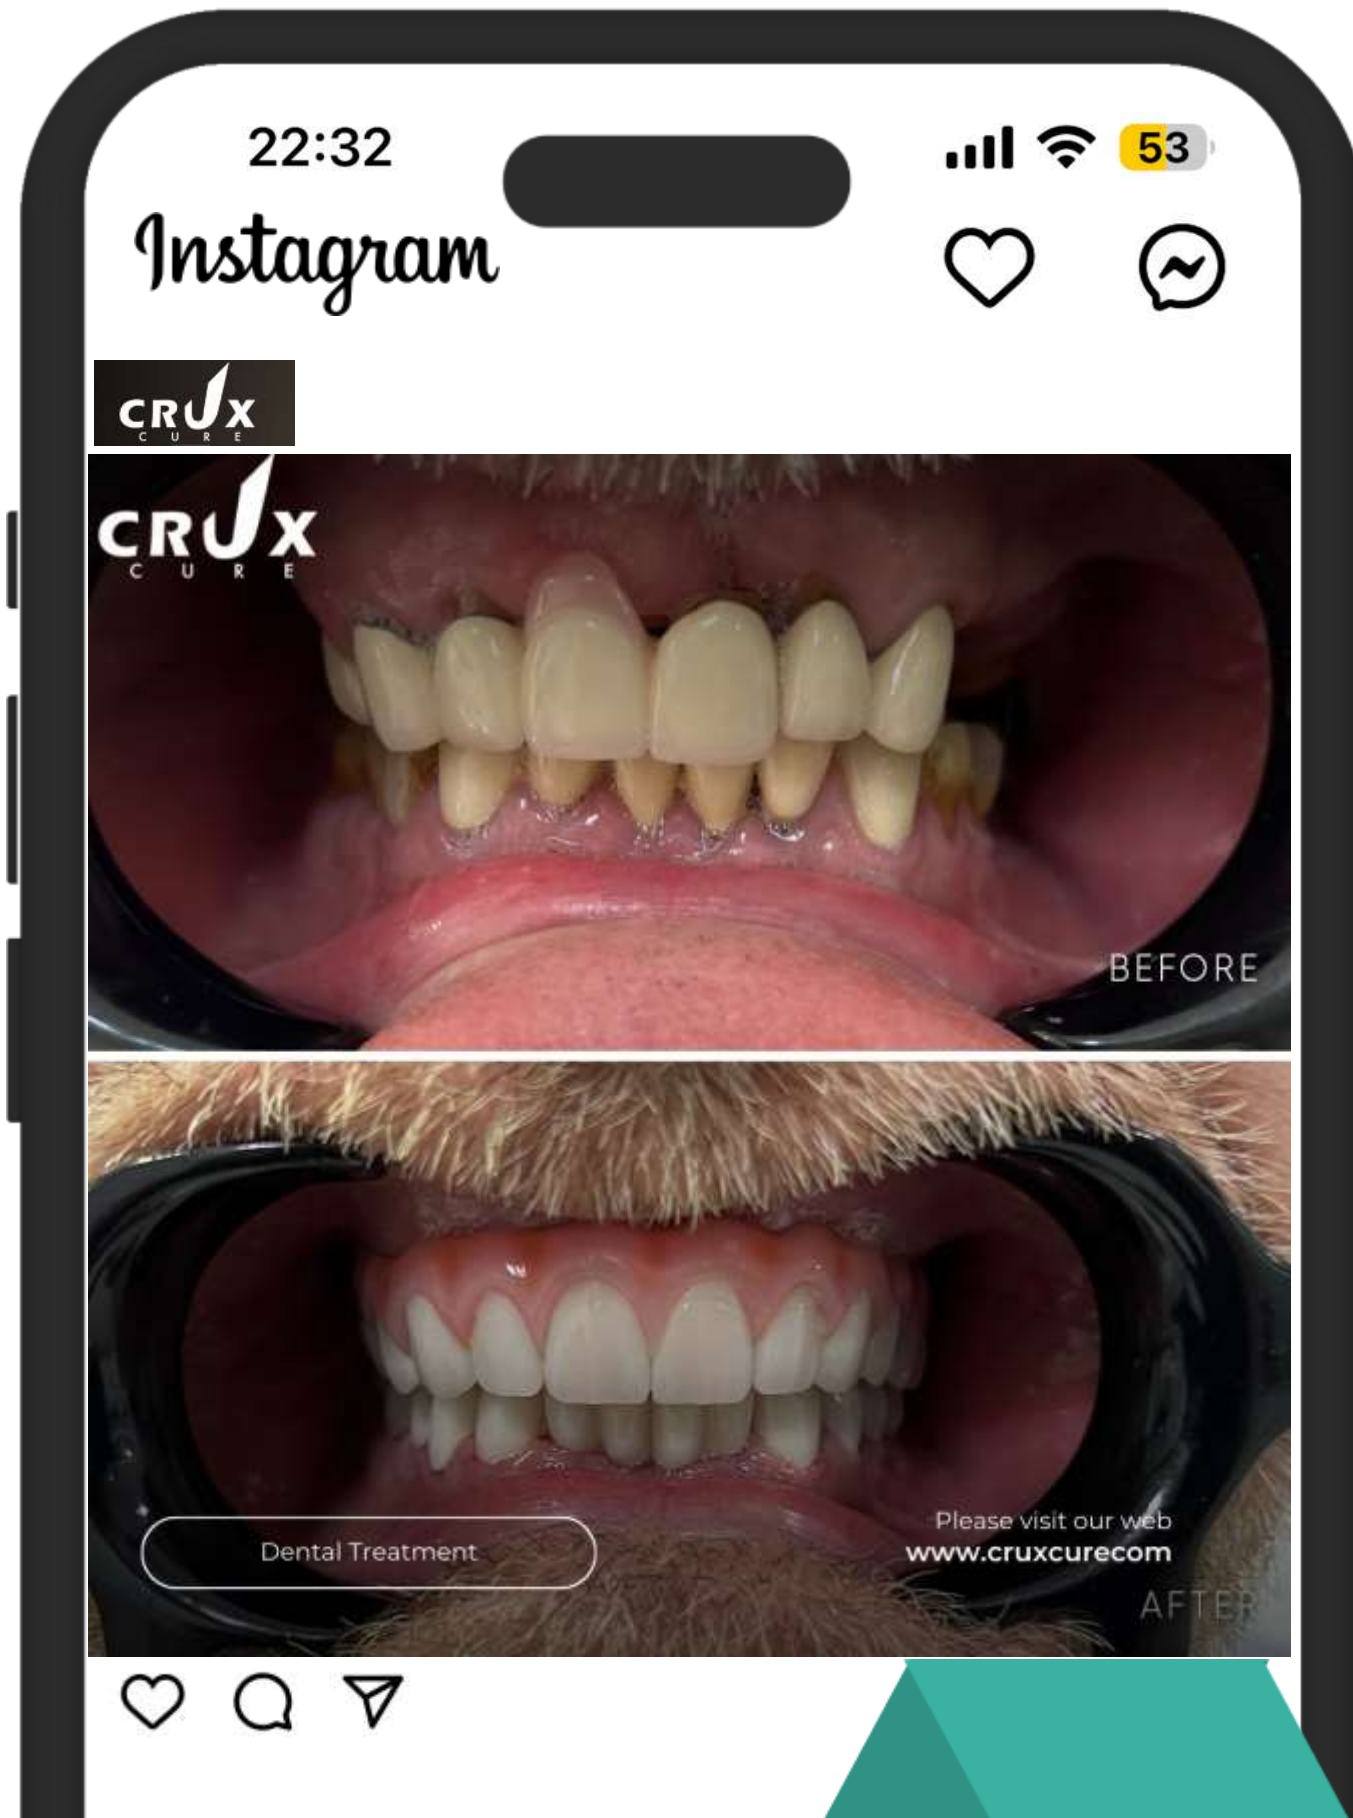 22:32
53
Instagram
CRUX
CURE
CRUX
CURE
BEFORE
Dental Treatment
Please visit our web
www.cruxcurecom
AFTER